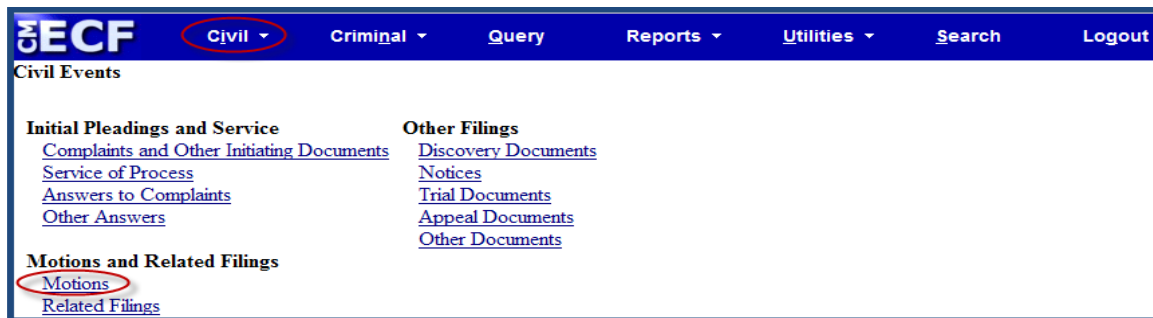 CM ECF Civil Criminal Query Reports Utilities Search Logout
Civil Events
Initial Pleadings and Service
Complaints and Other Initiating Documents
Service of Process
Answers to Complaints
Other Answers
Motions and Related Filings
Motions
Related Filings
Other Filings
Discovery Documents
Notices
Trial Documents
Appeal Documents
Other Documents